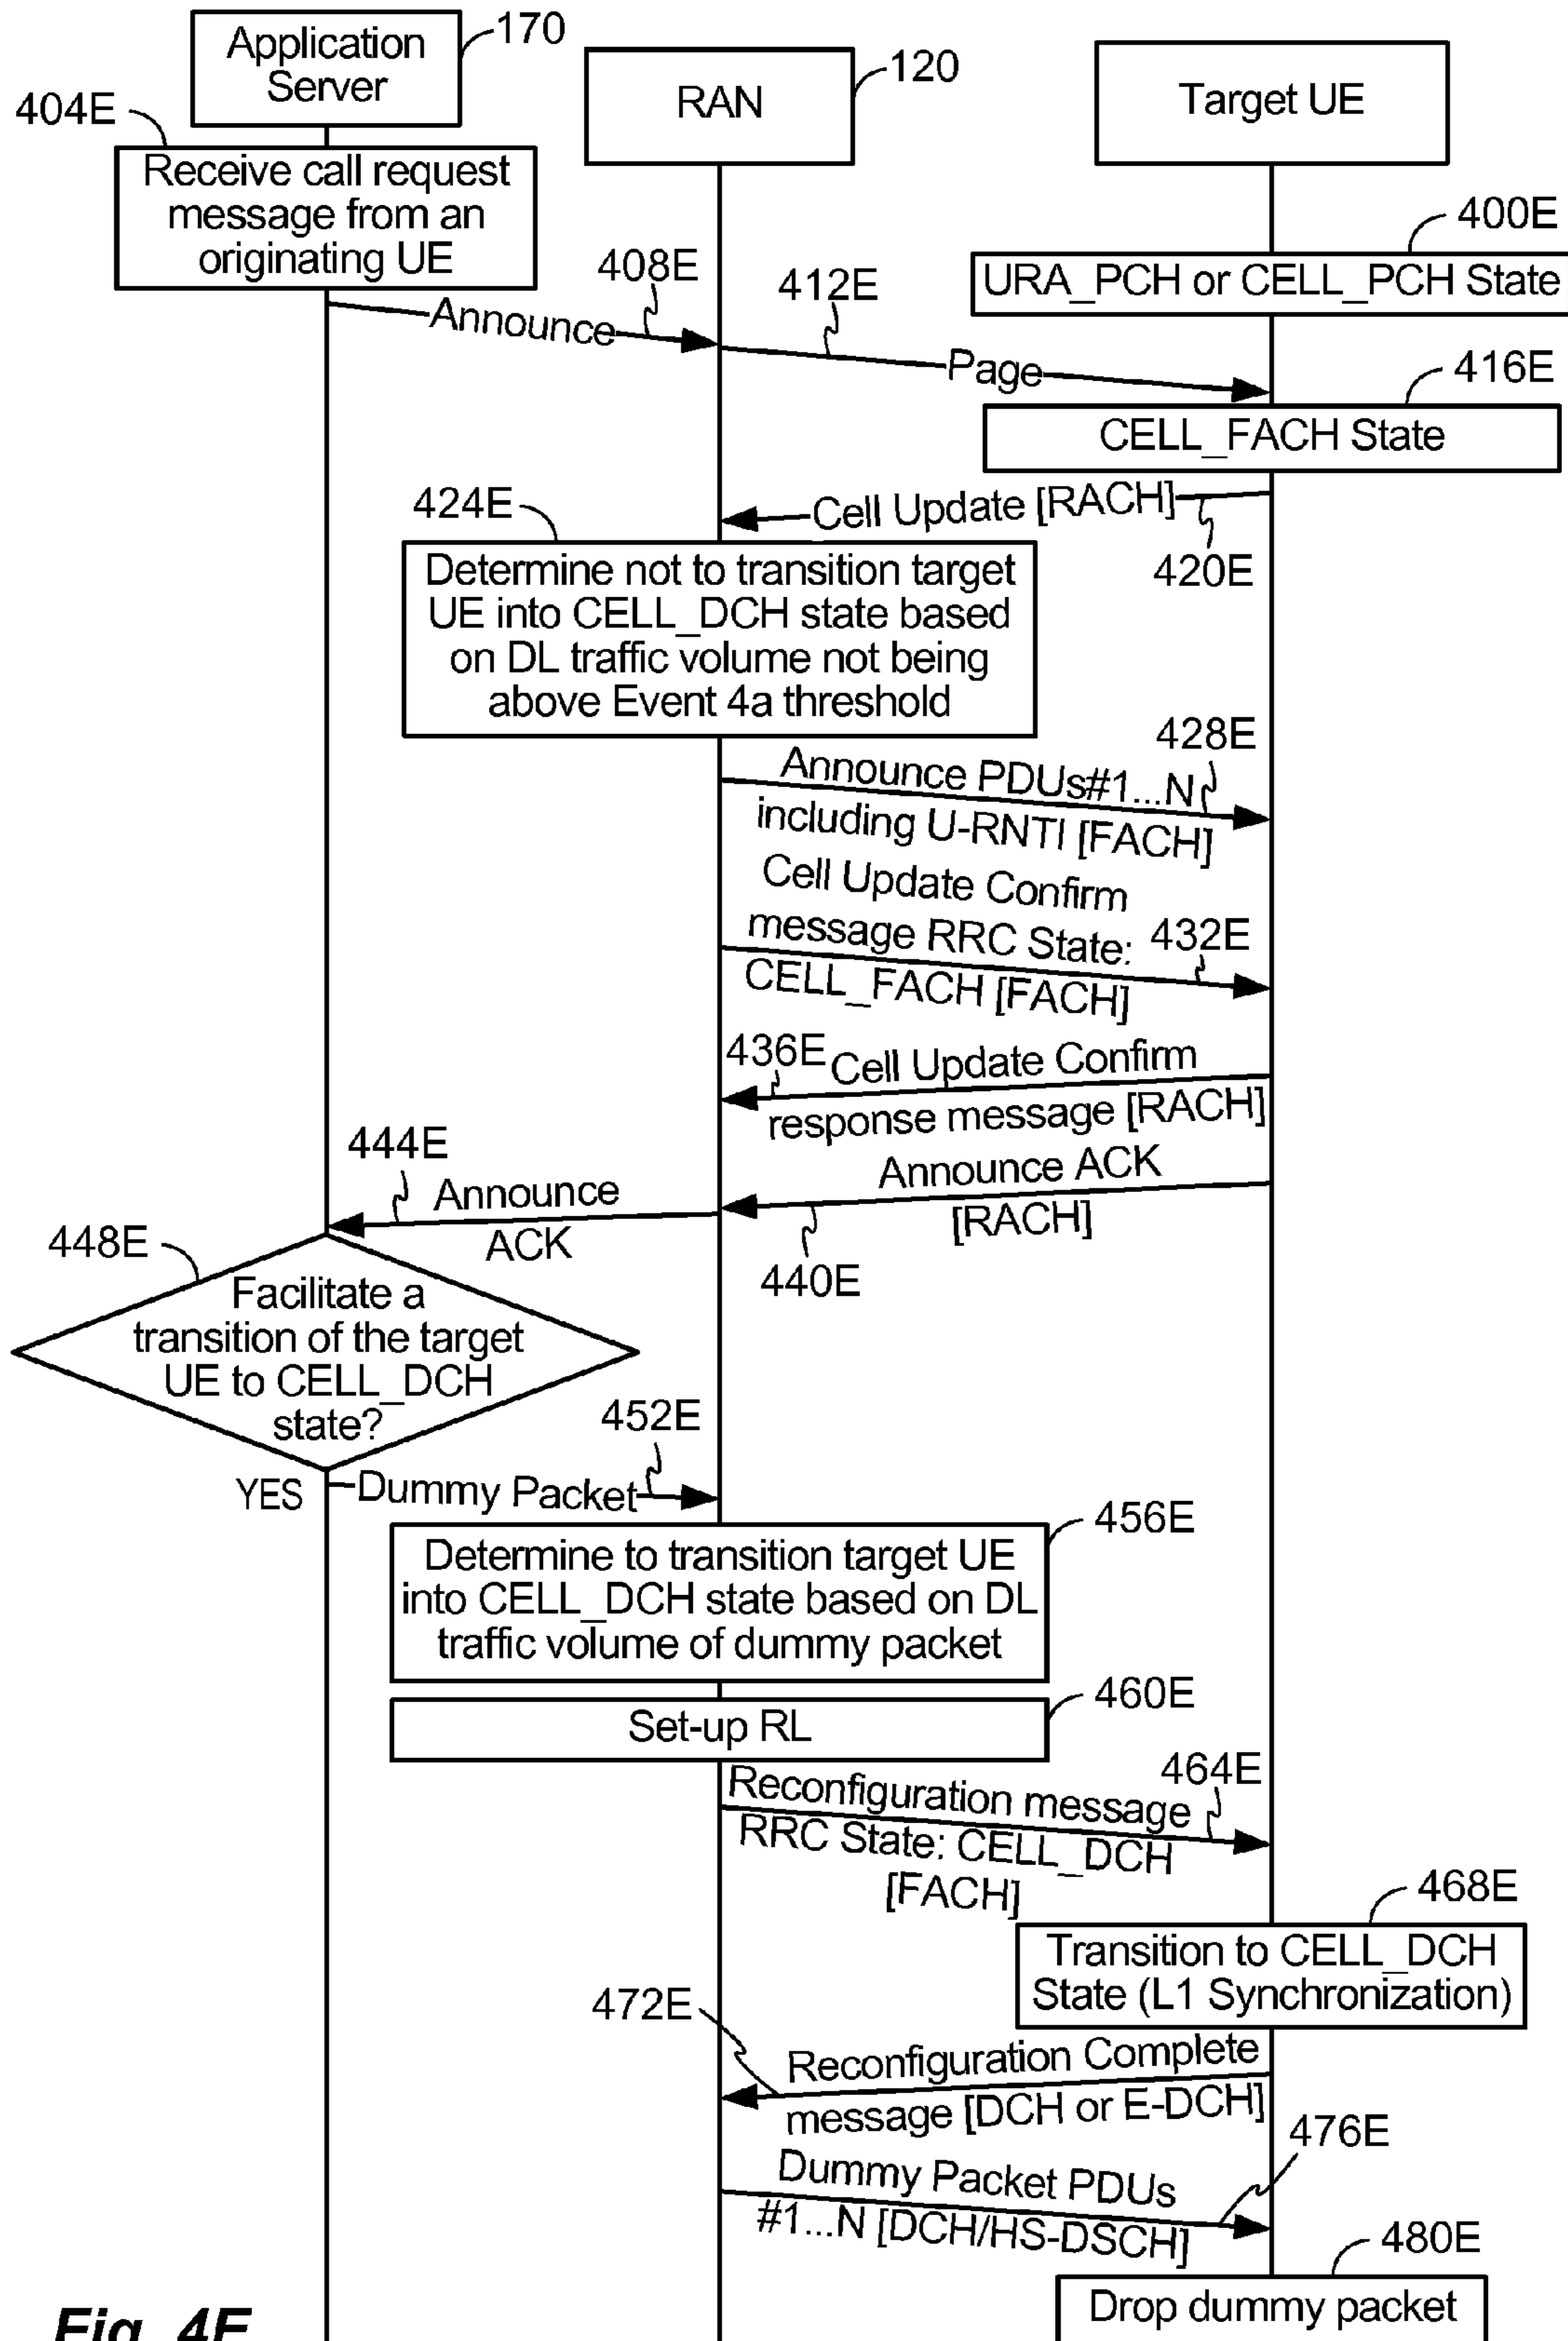 Application
Server
170
RAN
120
Target UE
404E
Receive call request
message from an
originating UE
400E
URA_PCH or CELL_PCH State
408E
Announce
412E
Page
416E
CELL_FACH State
Cell Update [RACH]
420E
424E
Determine not to transition target
UE into CELL_DCH state based
on DL traffic volume not being
above Event 4a threshold
428E
Announce PDUs#1...N
including U-RNTI [FACH]
Cell Update Confirm
message RRC State:
432E
CELL_FACH [FACH]
436E
Cell Update Confirm
response message [RACH]
Announce ACK
[RACH]
440E
444E
Announce
ACK
448E
Facilitate a
transition of the target
UE to CELL_DCH
state?
YES
452E
Dummy Packet
456E
Determine to transition target UE
into CELL_DCH state based on DL
traffic volume of dummy packet
460E
Set-up RL
464E
Reconfiguration message
RRC State: CELL_DCH
[FACH]
468E
Transition to CELL_DCH
State (L1 Synchronization)
472E
Reconfiguration Complete
message [DCH or E-DCH]
476E
Dummy Packet PDUs
#1...N [DCH/HS-DSCH]
480E
Drop dummy packet
Fig. 4E